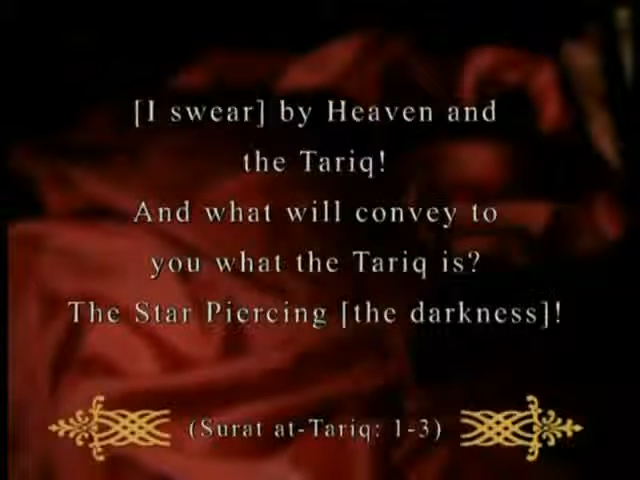 [I swear] by Heaven and
the Tariq!
And what will convey to
you what the Tariq is?
The Star Piercing [the darkness]!
(Surat at-Tariq: 1-3)